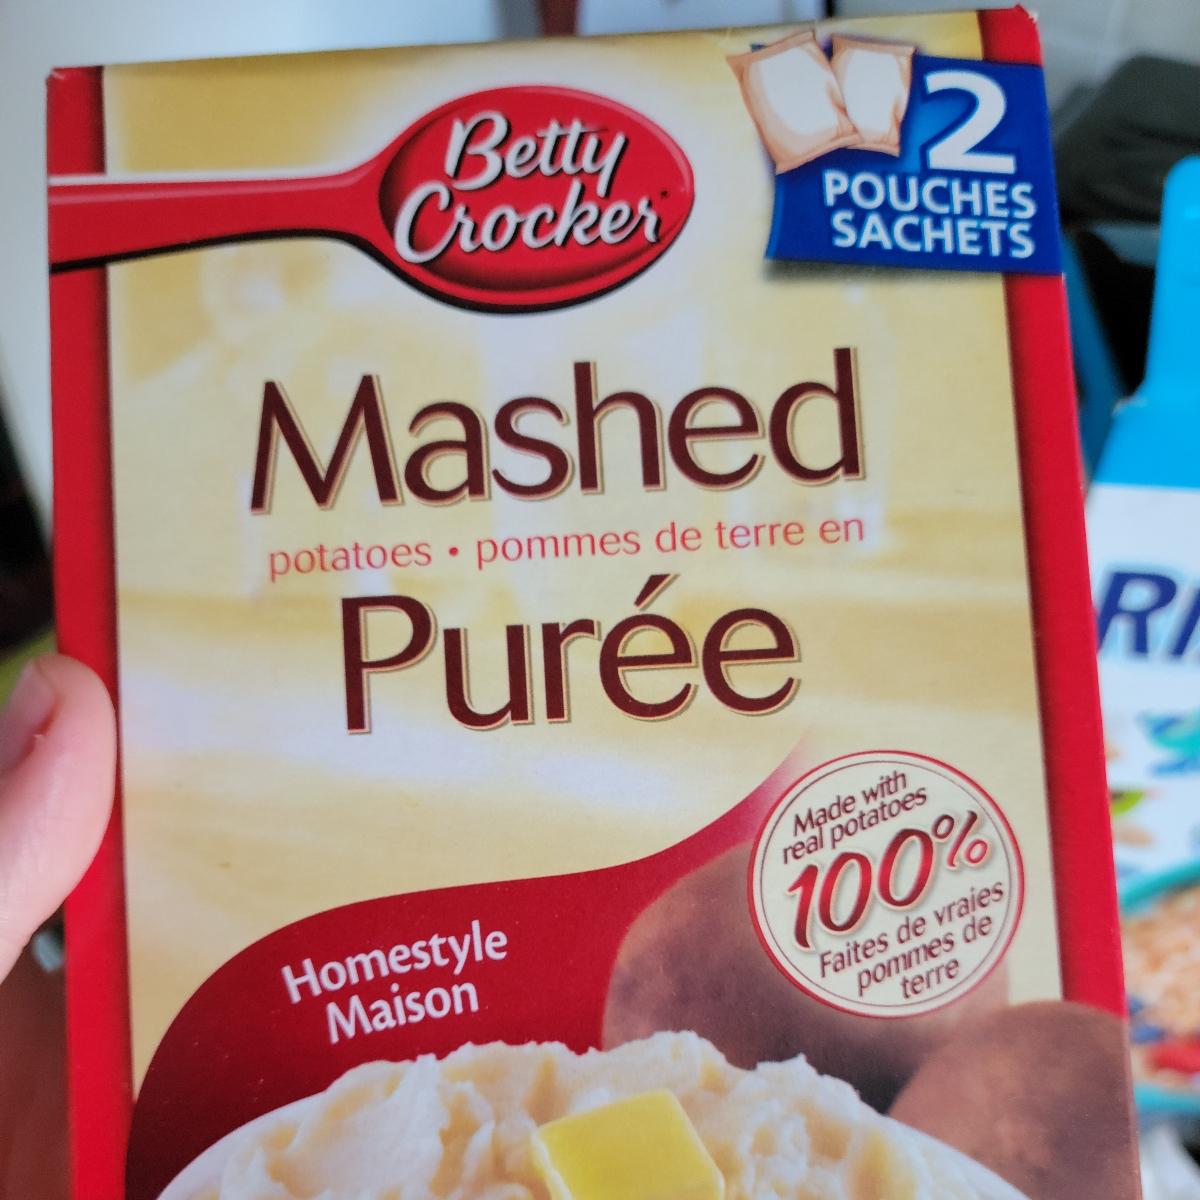 Betty
Crocker
2
POUCHES
SACHETS
Mashed
potatoes • pommes de terre en
Purée
Made with
real potatoes
100%
Faites de vraies
pommes de
terre
Homestyle
Maison